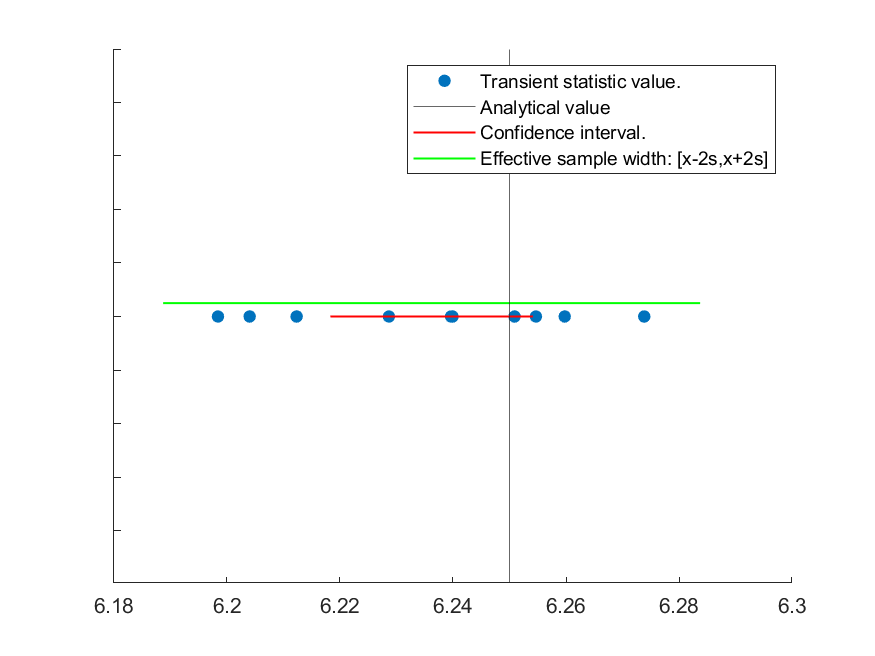 Transient statistic value.
Analytical value
Confidence interval.
Effective sample width: [x-2s,x+2s]
6.18 6.2 6.22 6.24 6.26 6.28 6.3